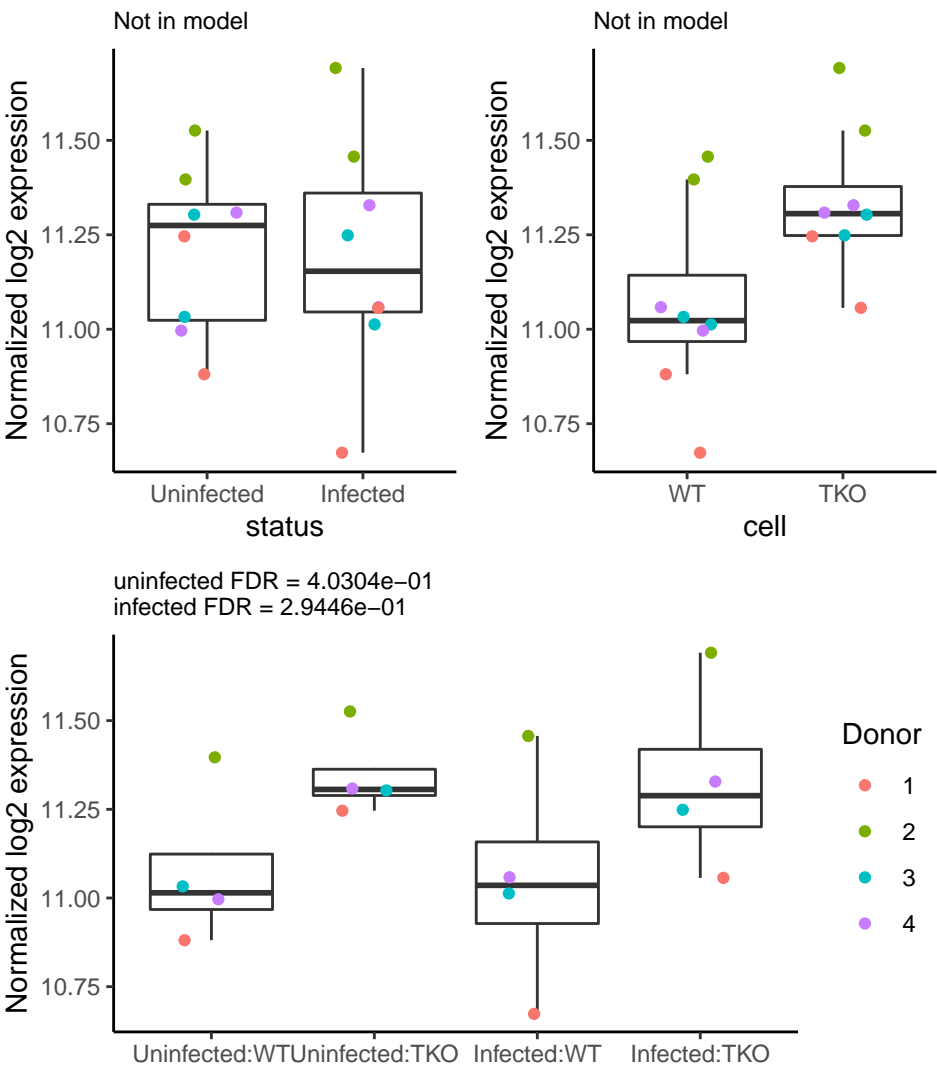 Not in model
Normalized log2 expression
11.50
11.25
11.00
10.75
Uninfected
Infected
status
Not in model
Normalized log2 expression
11.50
11.25
11.00
10.75
WT
TKO
cell
uninfected FDR = 4.0304e−01
infected FDR = 2.9446e−01
Normalized log2 expression
11.50
11.25
11.00
10.75
Uninfected:WT
Uninfected:TKO
Infected:WT
Infected:TKO
Donor
1
2
3
4